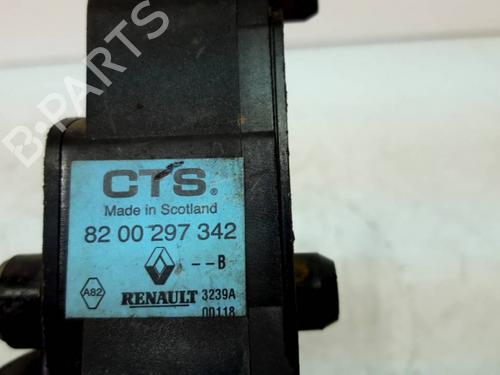 B-PARTS
CTS®
Made in Scotland
82 00 297 342
--B
A82 RENAULT 3239A
00118